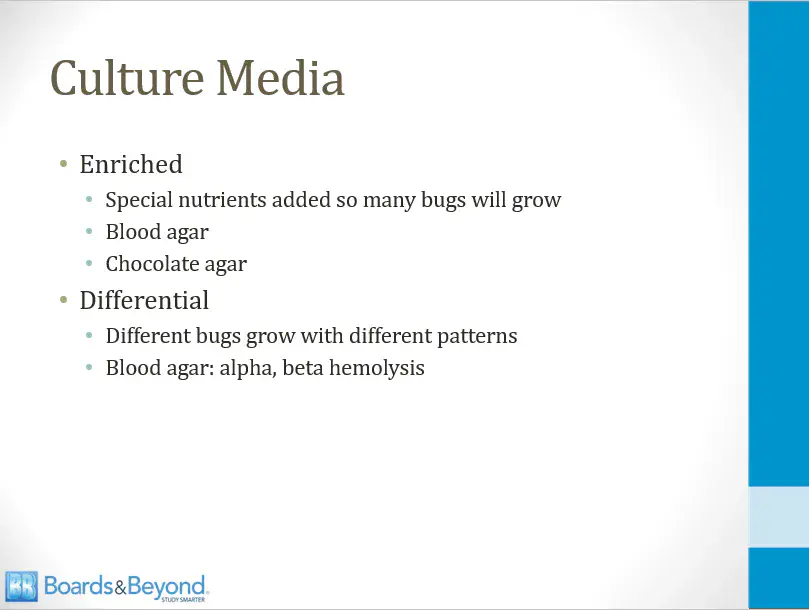 Culture Media
• Enriched
• Special nutrients added so many bugs will grow
• Blood agar
• Chocolate agar
• Differential
• Different bugs grow with different patterns
• Blood agar: alpha, beta hemolysis
BB Boards&Beyond.
STUDY SMARTER